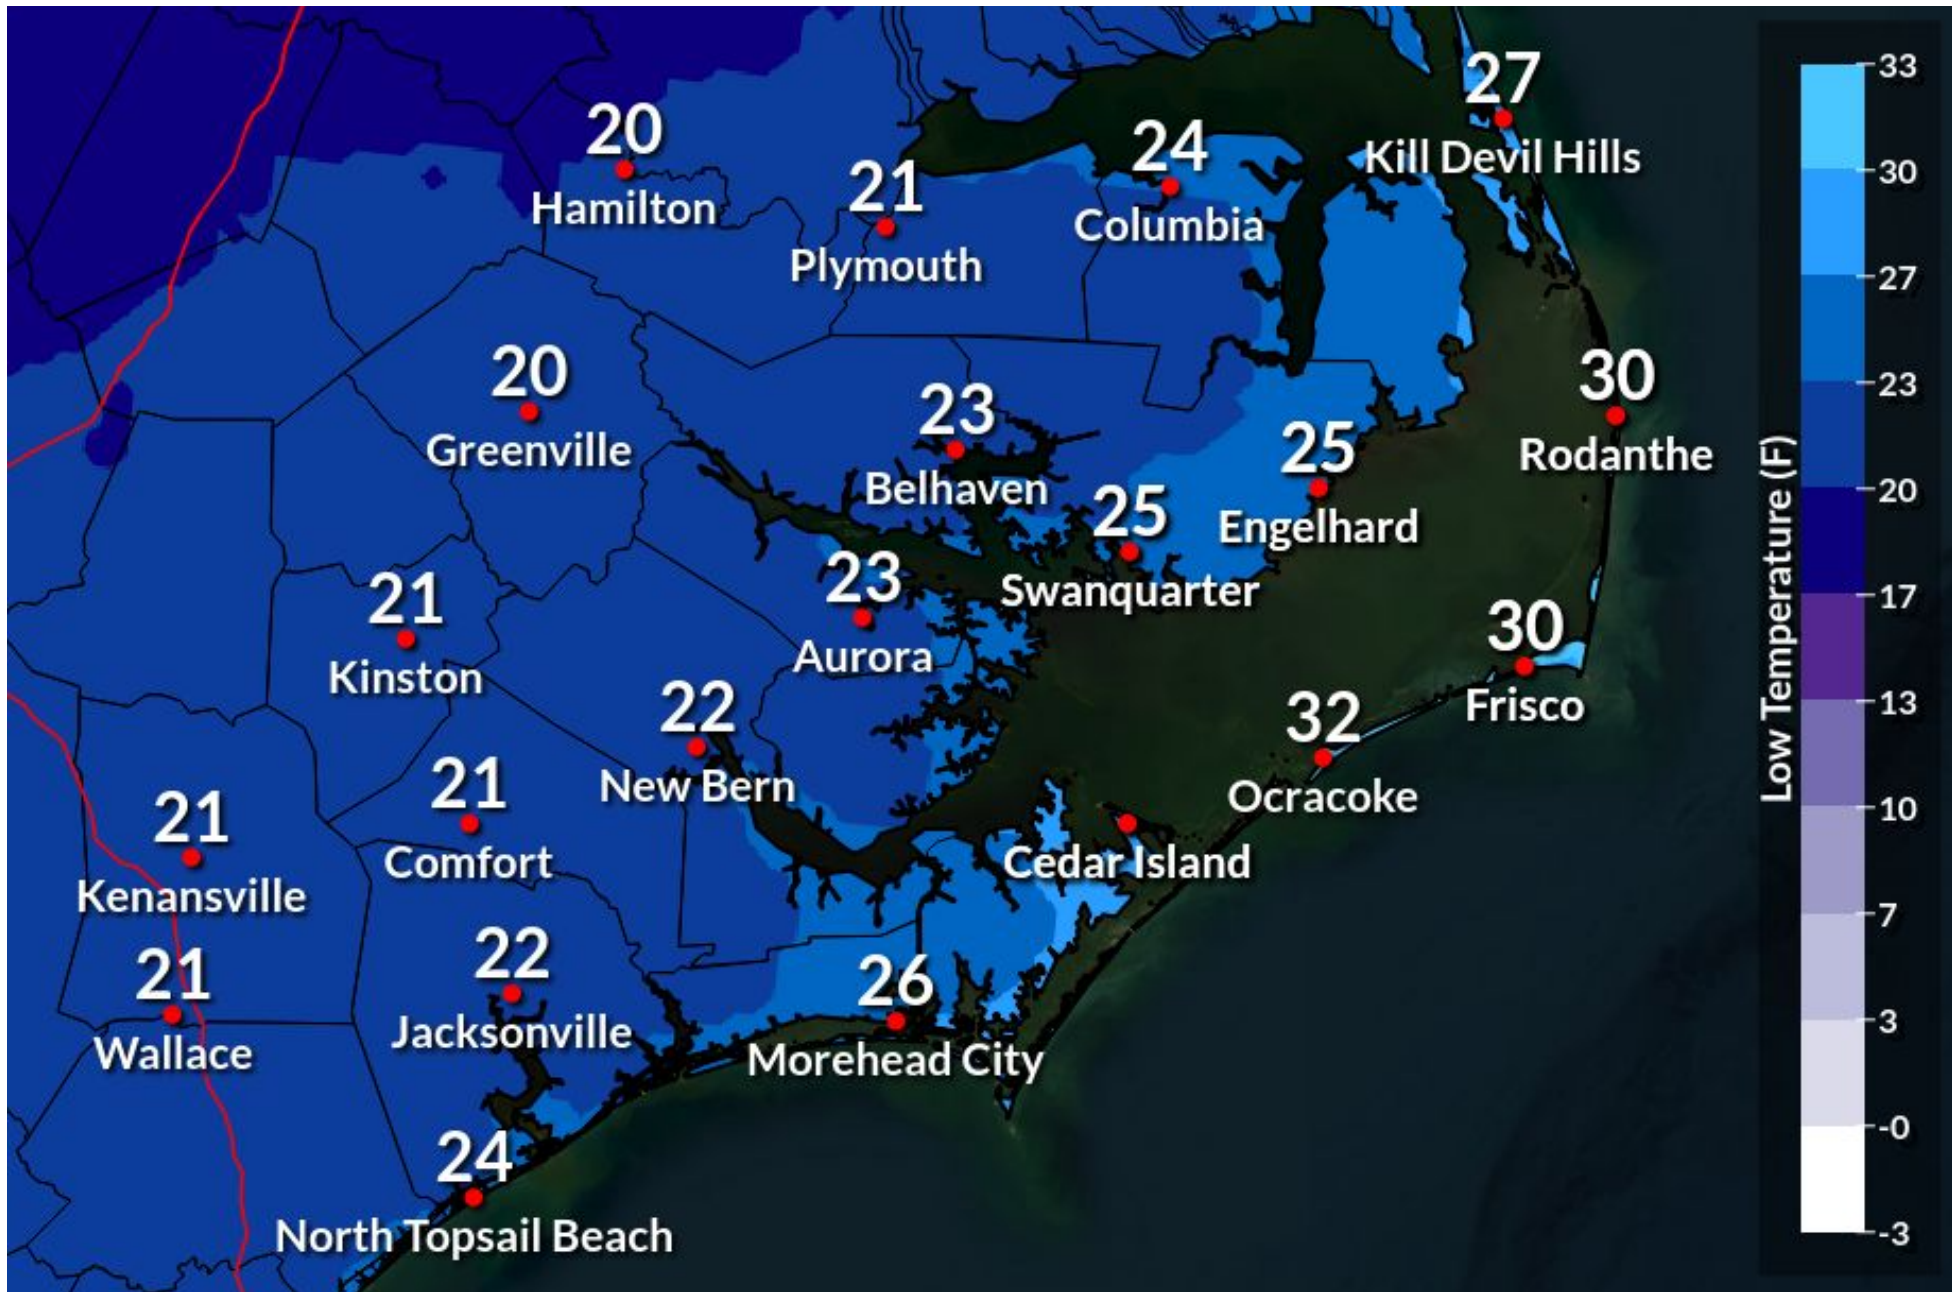 27
Kill Devil Hills
20
Hamilton
24
Columbia
21
Plymouth
20
Greenville
30
Rodanthe
23
Belhaven
25
Engelhard
25
Swanquarter
23
Aurora
21
Kinston
30
Frisco
22
New Bern
32
Ocracoke
21
Comfort
21
Kenansville
Cedar Island
22
Jacksonville
21
Wallace
26
Morehead City
24
North Topsail Beach
Low Temperature (F)
33
30
27
23
20
17
13
10
7
3
-0
-3